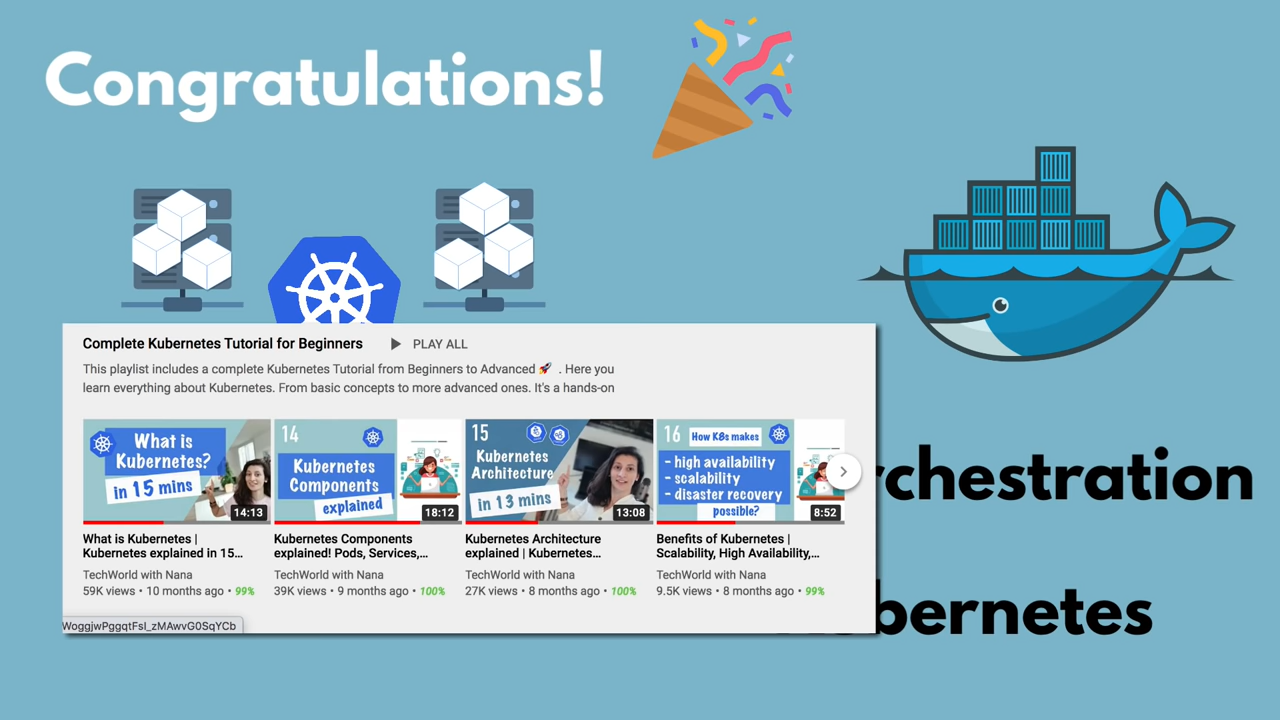 Congratulations!
Complete Kubernetes Tutorial for Beginners
PLAY ALL
This playlist includes a complete Kubernetes Tutorial from Beginners to Advanced 🚀 . Here you
learn everything about Kubernetes. From basic concepts to more advanced ones. It's a hands-on
What is
Kubernetes?
in 15 mins
14:13
14
Kubernetes
Components
explained
18:12
15
Kubernetes
Architecture
in 13 mins
13:08
16
How K8s makes
- high availability
- scalability
- disaster recovery
possible?
8:52
What is Kubernetes |
Kubernetes explained in 15...
TechWorld with Nana
59K views • 10 months ago • 99%
Kubernetes Components
explained! Pods, Services,...
TechWorld with Nana
39K views • 9 months ago • 100%
Kubernetes Architecture
explained | Kubernetes...
TechWorld with Nana
27K views • 8 months ago • 100%
Benefits of Kubernetes |
Scalability, High Availability,...
TechWorld with Nana
9.5K views • 8 months ago • 99%
WoggjwPggqtFsI_zMAwvG0SqYCb
rchestration
bernetes